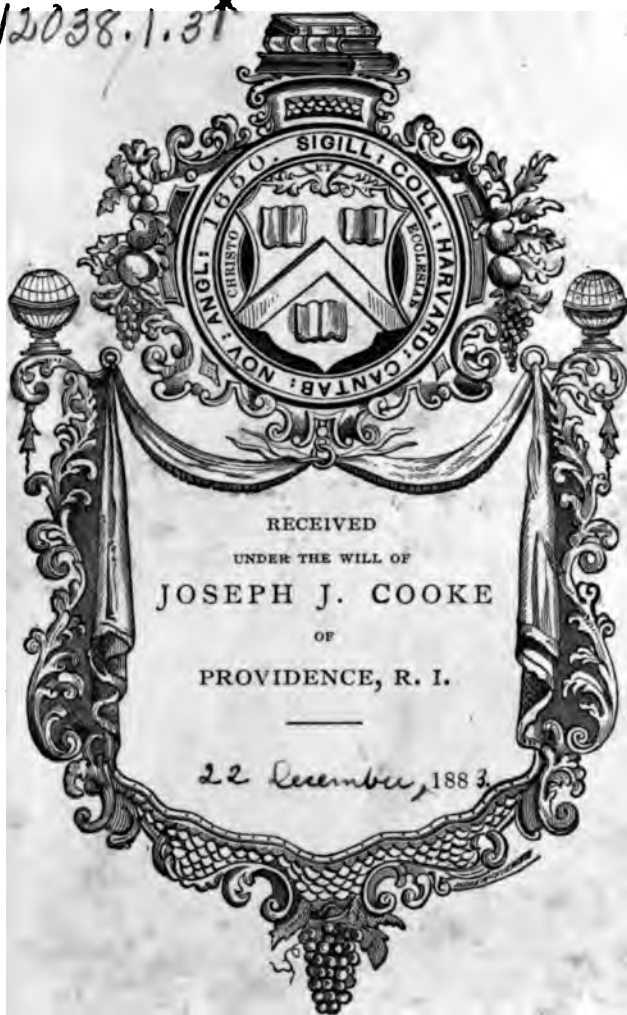 12038.1.31
SIGILL: COLL: HARVARD: CANTAB: NOV: ANGL: 1650.
CHRISTO ET ECCLESIAE
RECEIVED
UNDER THE WILL OF
JOSEPH J. COOKE
OF
PROVIDENCE, R. I.
22 December, 1883.